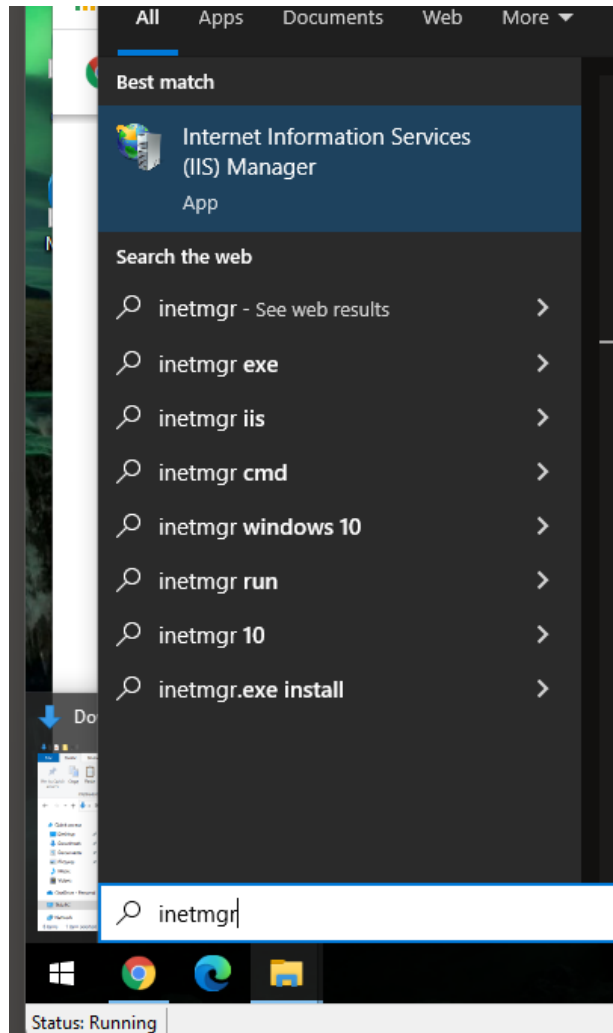 All Apps Documents Web More
Best match
Internet Information Services
(IIS) Manager
App
Search the web
inetmgr - See web results
inetmgr exe
inetmgr iis
inetmgr cmd
inetmgr windows 10
inetmgr run
inetmgr 10
inetmgr.exe install
Do
inetmgr
Status: Running